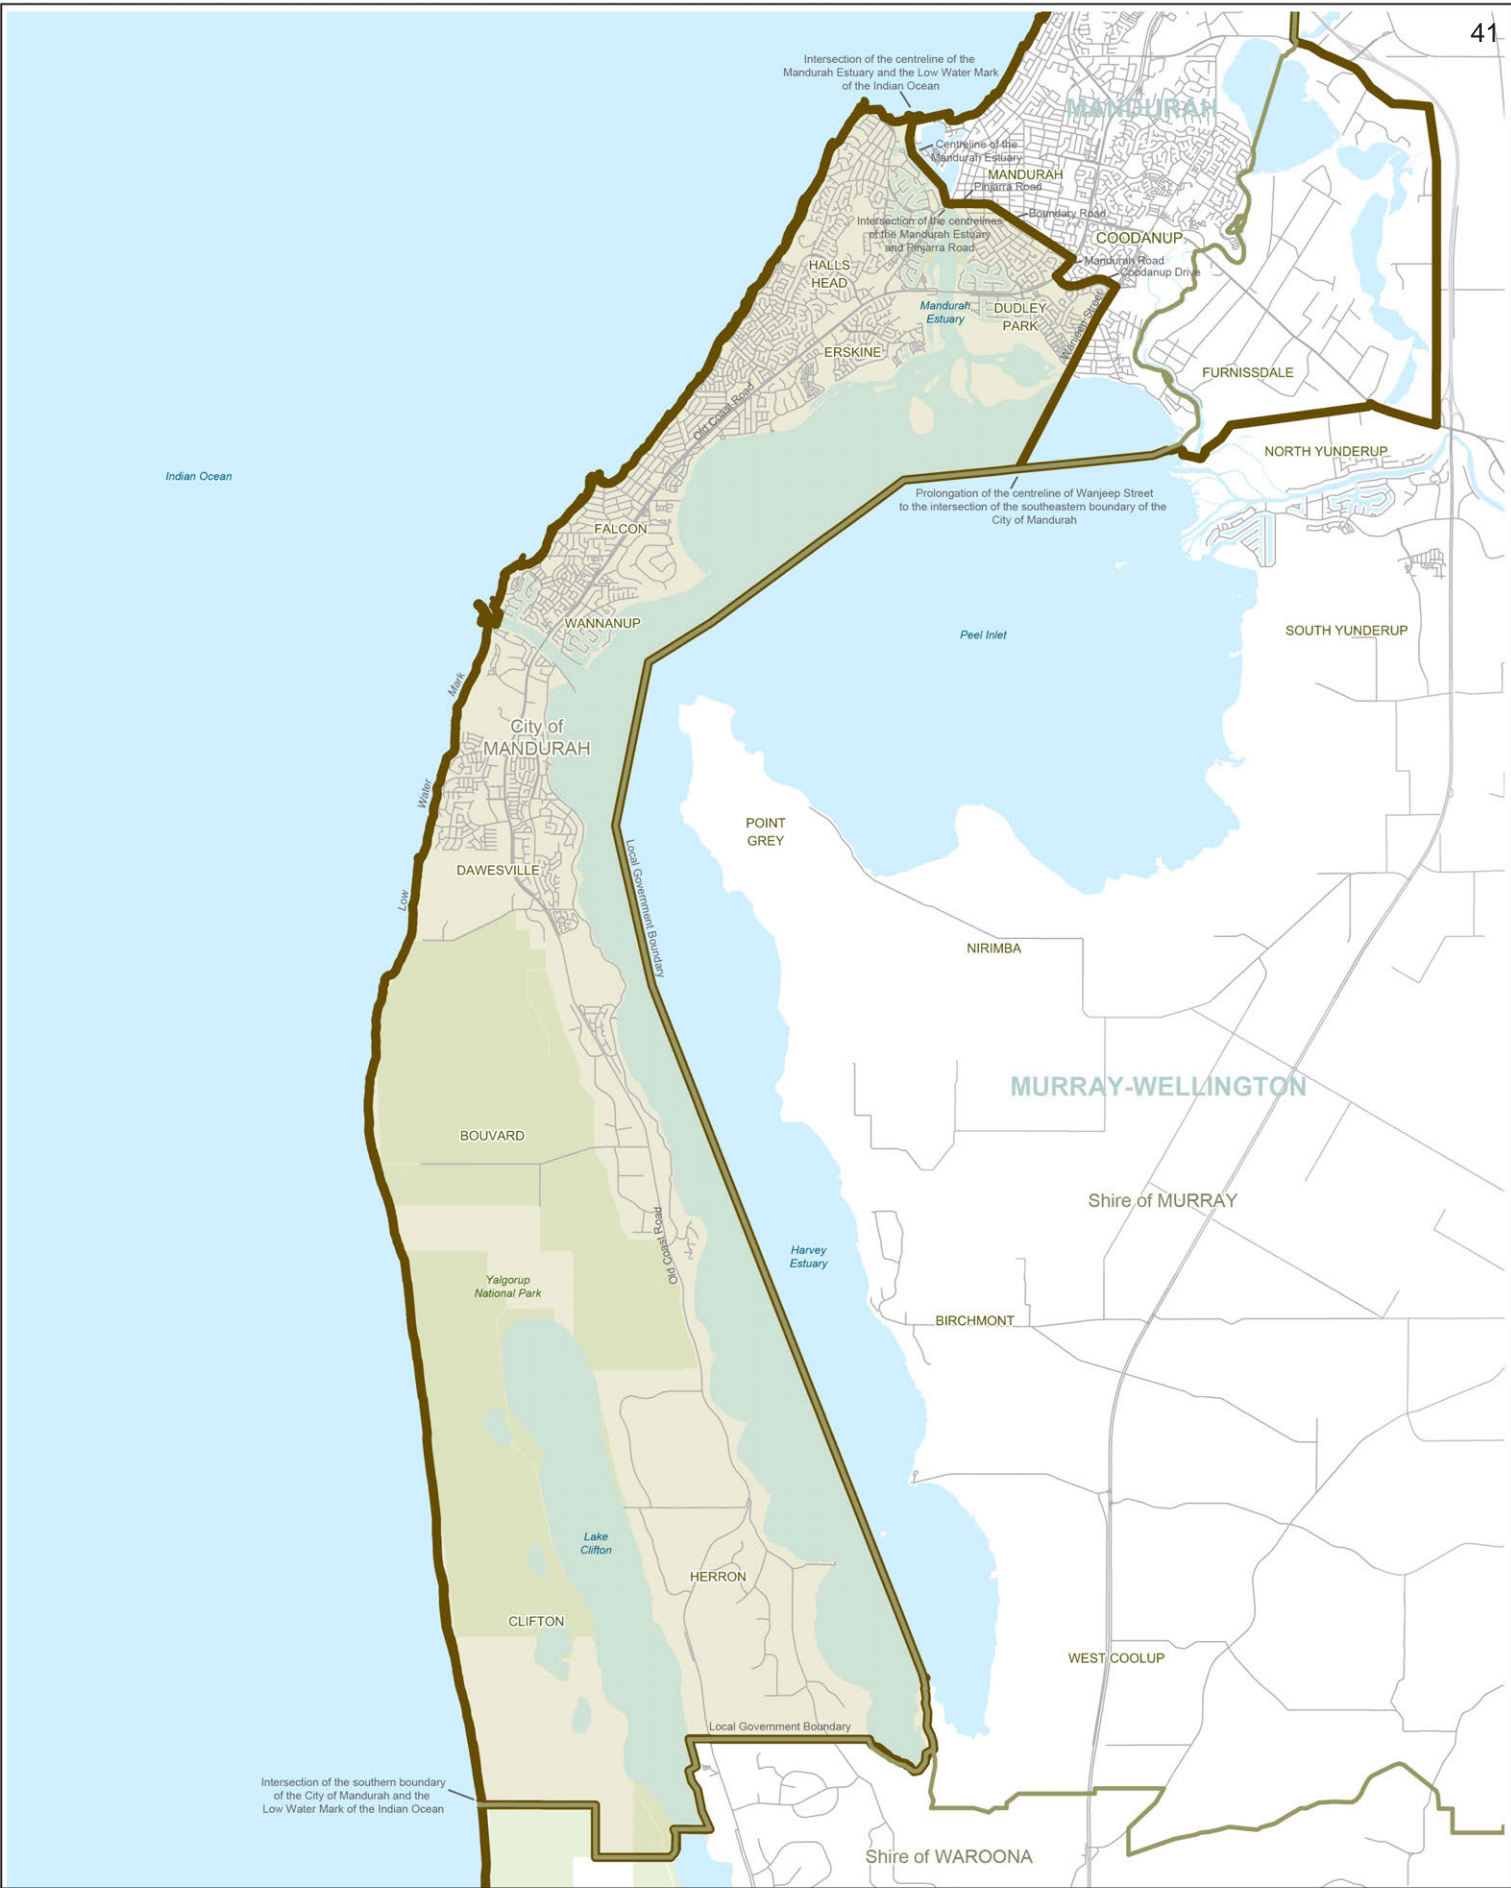 41
Intersection of the centreline of the
Mandurah Estuary and the Low Water Mark
of the Indian Ocean
MANDURAH
Centreline of the
Mandurah Estuary
MANDURAH
Pinjarra Road
Boundary Road
Intersection of the centrelines
of the Mandurah Estuary
and Pinjarra Road
COODANUP
Mandurah Road
Coodanup Drive
HALLS
HEAD
Mandurah
Estuary
DUDLEY
PARK
Wanjeep Street
ERSKINE
FURNISSDALE
Old Coast Road
NORTH YUNDERUP
Indian Ocean
Prolongation of the centreline of Wanjeep Street
to the intersection of the southeastern boundary of the
City of Mandurah
FALCON
WANNANUP
Peel Inlet
SOUTH YUNDERUP
Mark
City of
MANDURAH
Water
POINT
GREY
Local Government Boundary
DAWESVILLE
Low
NIRIMBA
MURRAY-WELLINGTON
BOUVARD
Shire of MURRAY
Old Coast Road
Harvey
Estuary
Yalgorup
National Park
BIRCHMONT
Lake
Clifton
HERRON
CLIFTON
WEST COOLUP
Local Government Boundary
Intersection of the southern boundary
of the City of Mandurah and the
Low Water Mark of the Indian Ocean
Shire of WAROONA